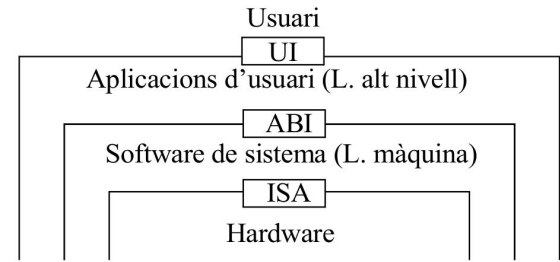 Usuari
UI
Aplicacions d’usuari (L. alt nivell)
ABI
Software de sistema (L. màquina)
ISA
Hardware